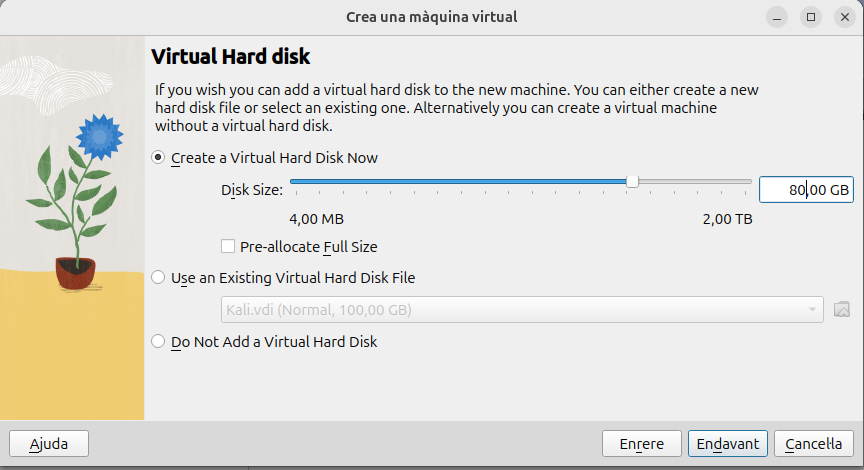 Crea una màquina virtual
Virtual Hard disk
If you wish you can add a virtual hard disk to the new machine. You can either create a new
hard disk file or select an existing one. Alternatively you can create a virtual machine
without a virtual hard disk.
Create a Virtual Hard Disk Now
Disk Size:
80,00 GB
4,00 MB
2,00 TB
Pre-allocate Full Size
Use an Existing Virtual Hard Disk File
Kali.vdi (Normal, 100,00 GB)
Do Not Add a Virtual Hard Disk
Ajuda
Enrere
Endavant
Cancel·la